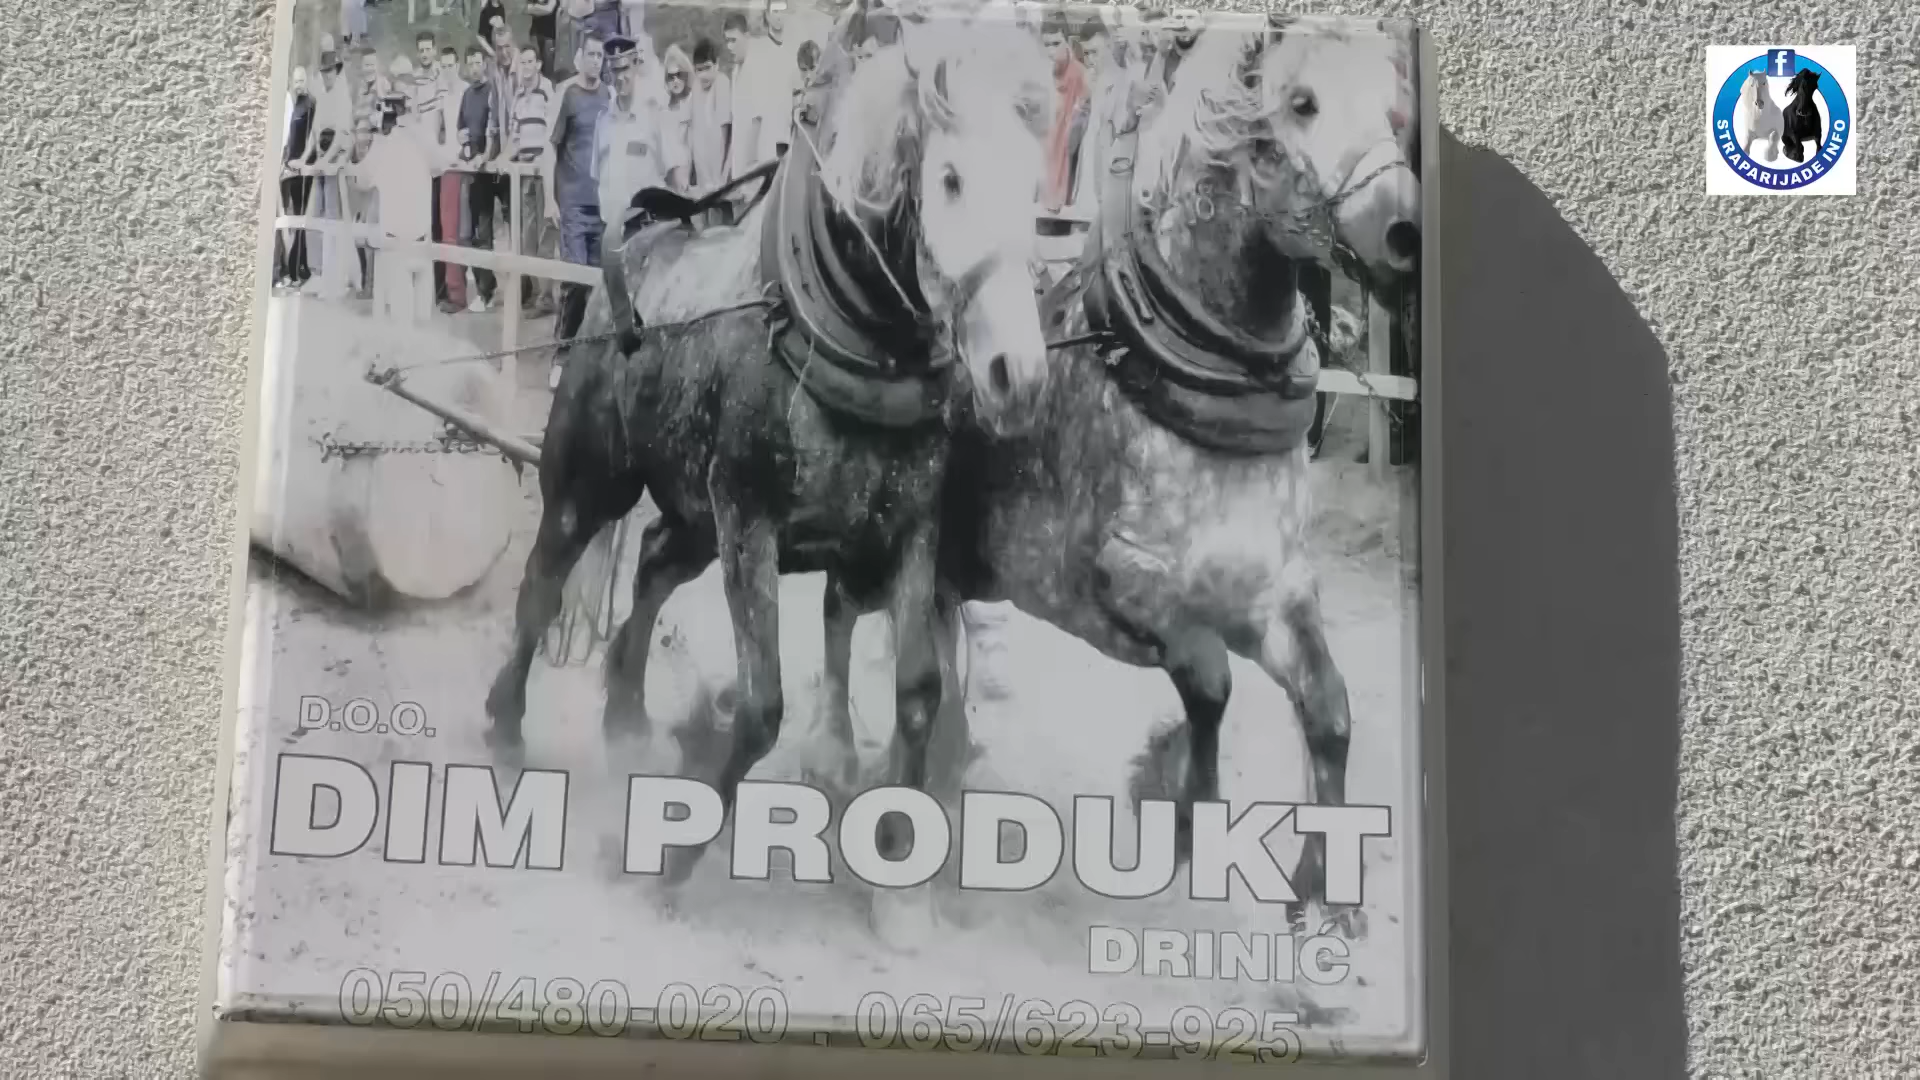 f
STRAPARIJADE INFO
D.O.O.
DIM PRODUKT
DRINIĆ
050/480-020 . 065/623-925